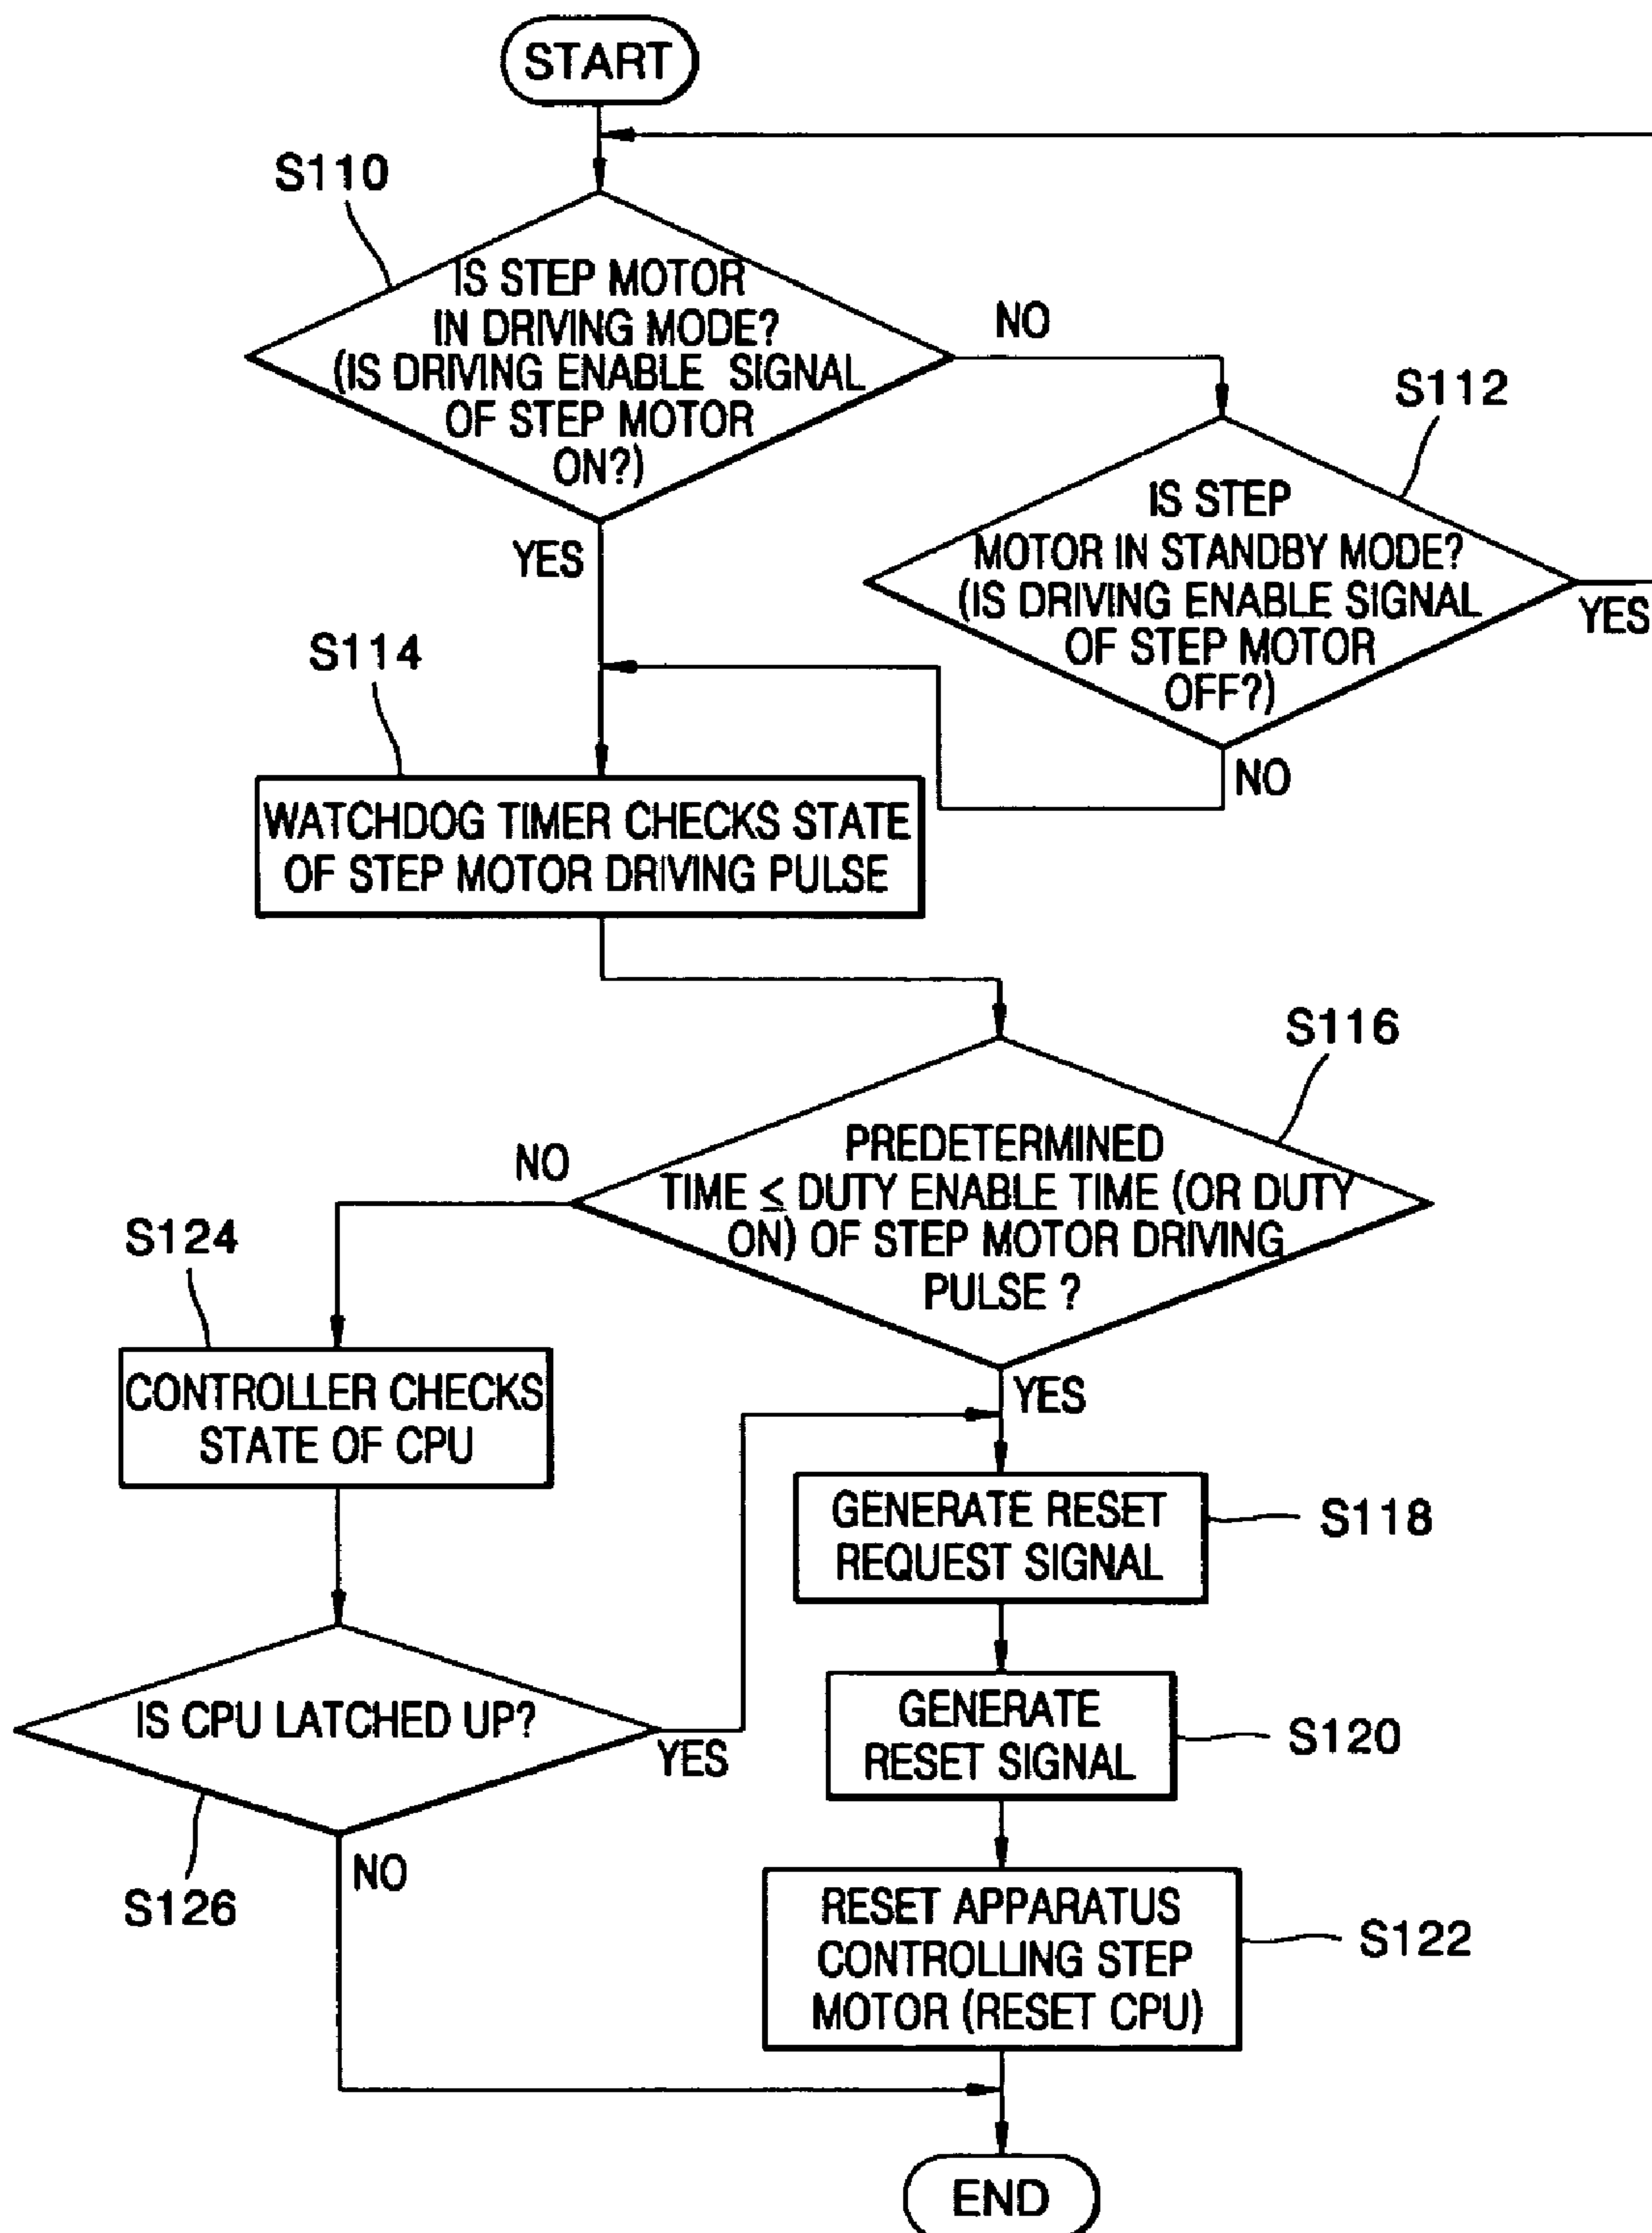 START
S110
IS STEP MOTOR
IN DRIVING MODE?
(IS DRIVING ENABLE SIGNAL
OF STEP MOTOR
ON?)
NO
YES
S112
IS STEP
MOTOR IN STANDBY MODE?
(IS DRIVING ENABLE SIGNAL
OF STEP MOTOR
OFF?)
YES
NO
S114
WATCHDOG TIMER CHECKS STATE
OF STEP MOTOR DRIVING PULSE
S116
PREDETERMINED
TIME ≤ DUTY ENABLE TIME (OR DUTY
ON) OF STEP MOTOR DRIVING
PULSE ?
NO
YES
S124
CONTROLLER CHECKS
STATE OF CPU
GENERATE RESET
REQUEST SIGNAL
S118
IS CPU LATCHED UP?
YES
NO
S126
GENERATE
RESET SIGNAL
S120
RESET APPARATUS
CONTROLLING STEP
MOTOR (RESET CPU)
S122
END